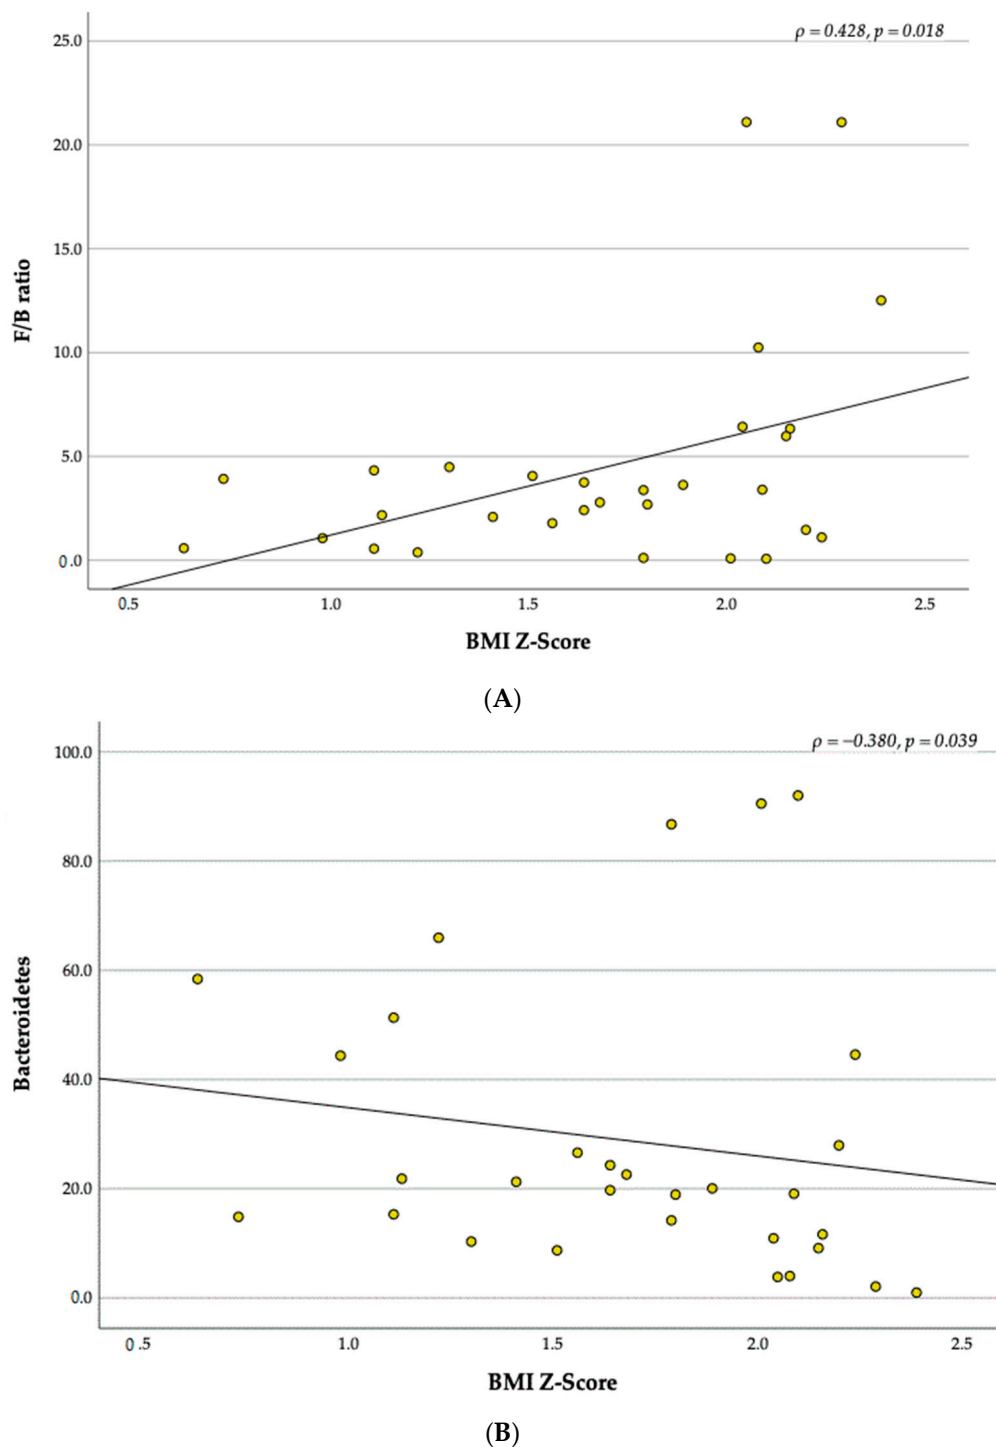 ρ = 0.428, p = 0.018
25.0
20.0
15.0
10.0
5.0
0.0
F/B ratio
0.5 1.0 1.5 2.0 2.5
BMI Z-Score
(A)
ρ = −0.380, p = 0.039
100.0
80.0
60.0
40.0
20.0
0.0
Bacteroidetes
0.5 1.0 1.5 2.0 2.5
BMI Z-Score
(B)